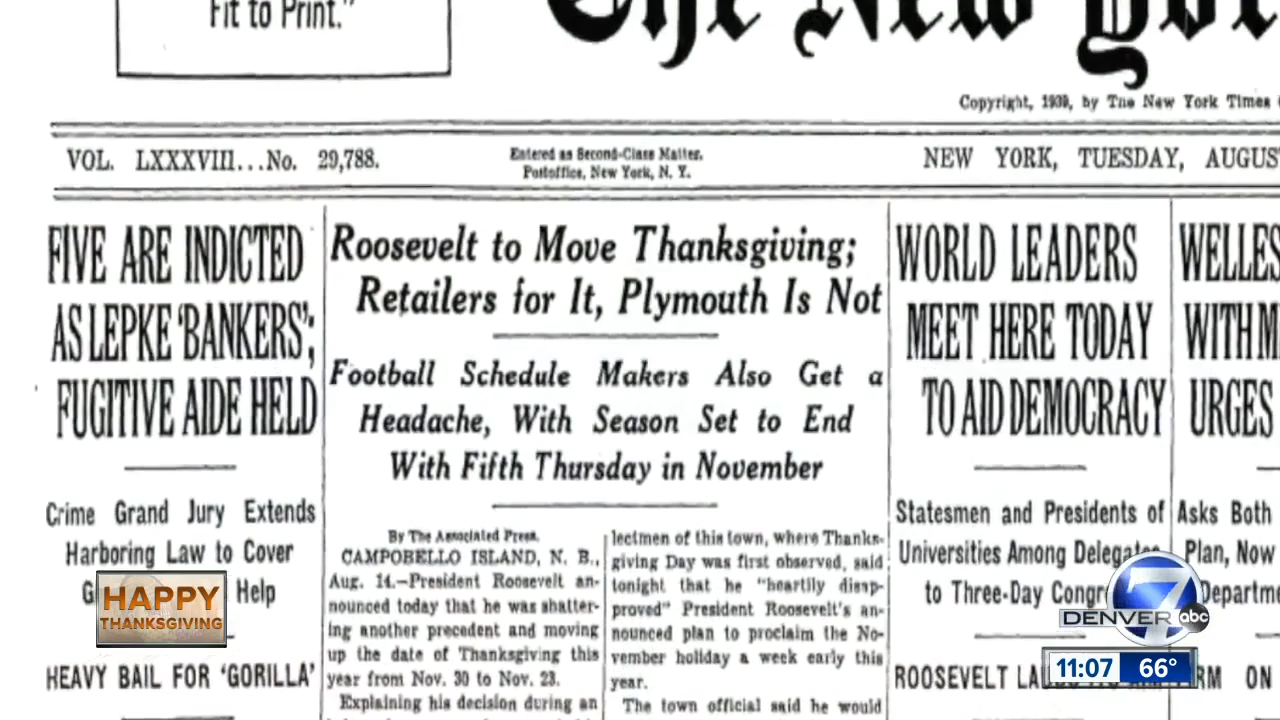 Fit to Print."
The New York
Copyright, 1939, by The New York Times
VOL. LXXXVIII...No. 29,788.
Entered as Second-Class Matter,
Postoffice, New York, N. Y.
NEW YORK, TUESDAY, AUGUS
FIVE ARE INDICTED
AS LEPKE 'BANKERS';
FUGITIVE AIDE HELD
Crime Grand Jury Extends
Harboring Law to Cover
Help
HEAVY BAIL FOR 'GORILLA'
Roosevelt to Move Thanksgiving;
Retailers for It, Plymouth Is Not
Football Schedule Makers Also Get a
Headache, With Season Set to End
With Fifth Thursday in November
By The Associated Press.
CAMPOBELLO ISLAND, N. B.,
Aug. 14.—President Roosevelt an-
nounced today that he was shatter-
ing another precedent and moving
up the date of Thanksgiving this
year from Nov. 30 to Nov. 23.
Explaining his decision during an
lectmen of this town, where Thanks-
giving Day was first observed, said
tonight that he "heartily disap-
proved" President Roosevelt's an-
nounced plan to proclaim the No-
vember holiday a week early this
year.
The town official said he would
WORLD LEADERS
MEET HERE TODAY
TO AID DEMOCRACY
Statesmen and Presidents of
Universities Among Delegates
to Three-Day Congr
ROOSEVELT
WELLES
WITH
URGES
Asks Both
Plan, Now
Departme
ON
HAPPY
THANKSGIVING
7
DENVER abc
11:07 66°